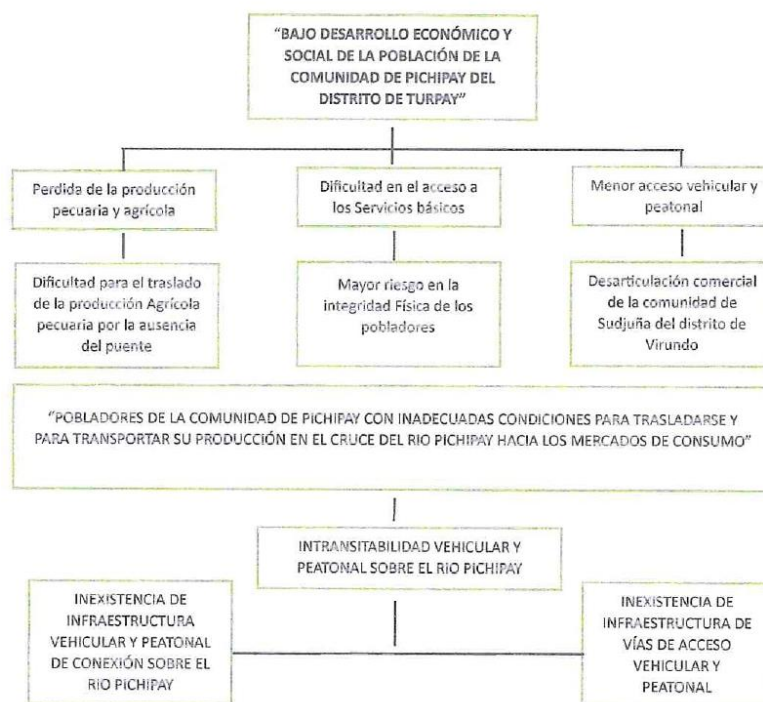 "BAJO DESARROLLO ECONÓMICO Y
SOCIAL DE LA POBLACIÓN DE LA
COMUNIDAD DE PICHIPAY DEL
DISTRITO DE TURPAY"
Perdida de la producción
pecuaria y agrícola
Dificultad en el acceso a
los Servicios básicos
Menor acceso vehicular y
peatonal
Dificultad para el traslado
de la producción Agrícola
pecuaria por la ausencia
del puente
Mayor riesgo en la
integridad Física de los
pobladores
Desarticulación comercial
de la comunidad de
Sudjuña del distrito de
Virundo
"POBLADORES DE LA COMUNIDAD DE PICHIPAY CON INADECUADAS CONDICIONES PARA TRASLADARSE Y
PARA TRANSPORTAR SU PRODUCCIÓN EN EL CRUCE DEL RIO PICHIPAY HACIA LOS MERCADOS DE CONSUMO"
INTRANSITABILIDAD VEHICULAR Y
PEATONAL SOBRE EL RIO PICHIPAY
INEXISTENCIA DE
INFRAESTRUCTURA
VEHICULAR Y PEATONAL
DE CONEXIÓN SOBRE EL
RIO PICHIPAY
INEXISTENCIA DE
INFRAESTRUCTURA DE
VÍAS DE ACCESO
VEHICULAR Y
PEATONAL